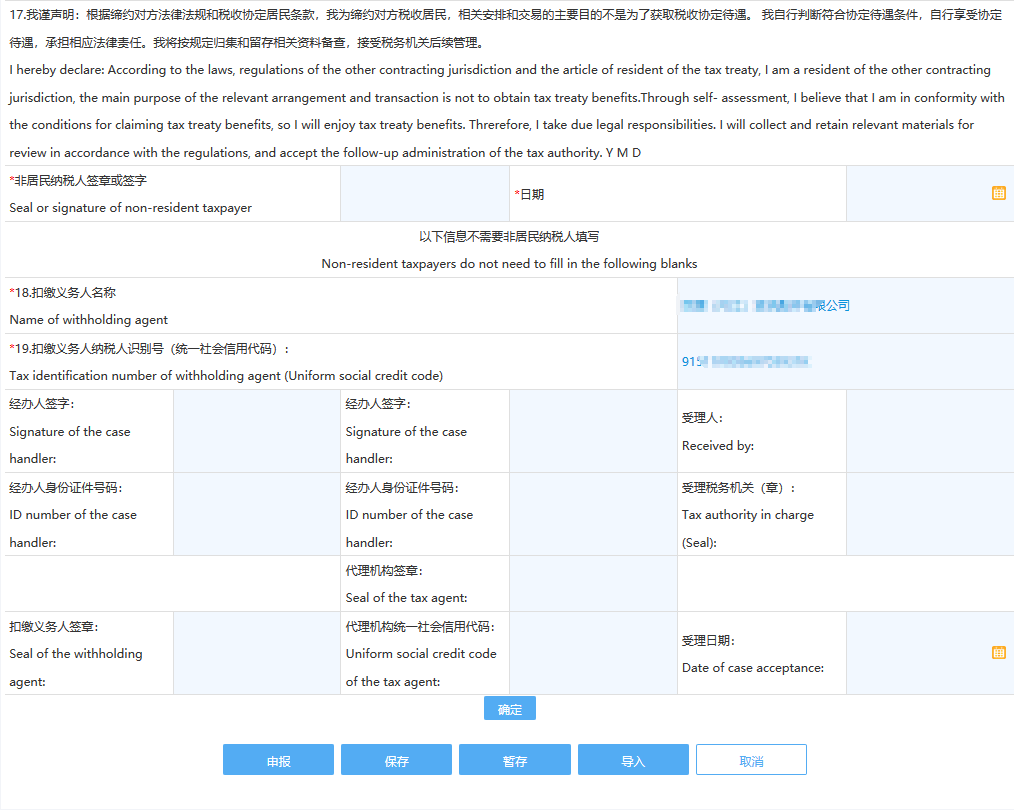 17.我谨声明：根据缔约对方法律法规和税收协定居民条款，我为缔约对方税收居民，相关安排和交易的主要目的不是为了获取税收协定待遇。 我自行判断符合协定待遇条件，自行享受协定
待遇，承担相应法律责任。我将按规定归集和留存相关资料备查，接受税务机关后续管理。
I hereby declare: According to the laws, regulations of the other contracting jurisdiction and the article of resident of the tax treaty, I am a resident of the other contracting
jurisdiction, the main purpose of the relevant arrangement and transaction is not to obtain tax treaty benefits.Through self- assessment, I believe that I am in conformity with
the conditions for claiming tax treaty benefits, so I will enjoy tax treaty benefits. Threrefore, I take due legal responsibilities. I will collect and retain relevant materials for
review in accordance with the regulations, and accept the follow-up administration of the tax authority. Y M D
*非居民纳税人签章或签字
Seal or signature of non-resident taxpayer
*日期
以下信息不需要非居民纳税人填写
Non-resident taxpayers do not need to fill in the following blanks
*18.扣缴义务人名称
Name of withholding agent
限公司
*19.扣缴义务人纳税人识别号（统一社会信用代码）:
Tax identification number of withholding agent (Uniform social credit code)
915
经办人签字:
Signature of the case
handler:
经办人签字:
Signature of the case
handler:
受理人:
Received by:
经办人身份证件号码:
ID number of the case
handler:
经办人身份证件号码:
ID number of the case
handler:
受理税务机关（章）:
Tax authority in charge
(Seal):
代理机构签章:
Seal of the tax agent:
扣缴义务人签章:
Seal of the withholding
agent:
代理机构统一社会信用代码:
Uniform social credit code
of the tax agent:
受理日期:
Date of case acceptance:
确定
申报
保存
暂存
导入
取消